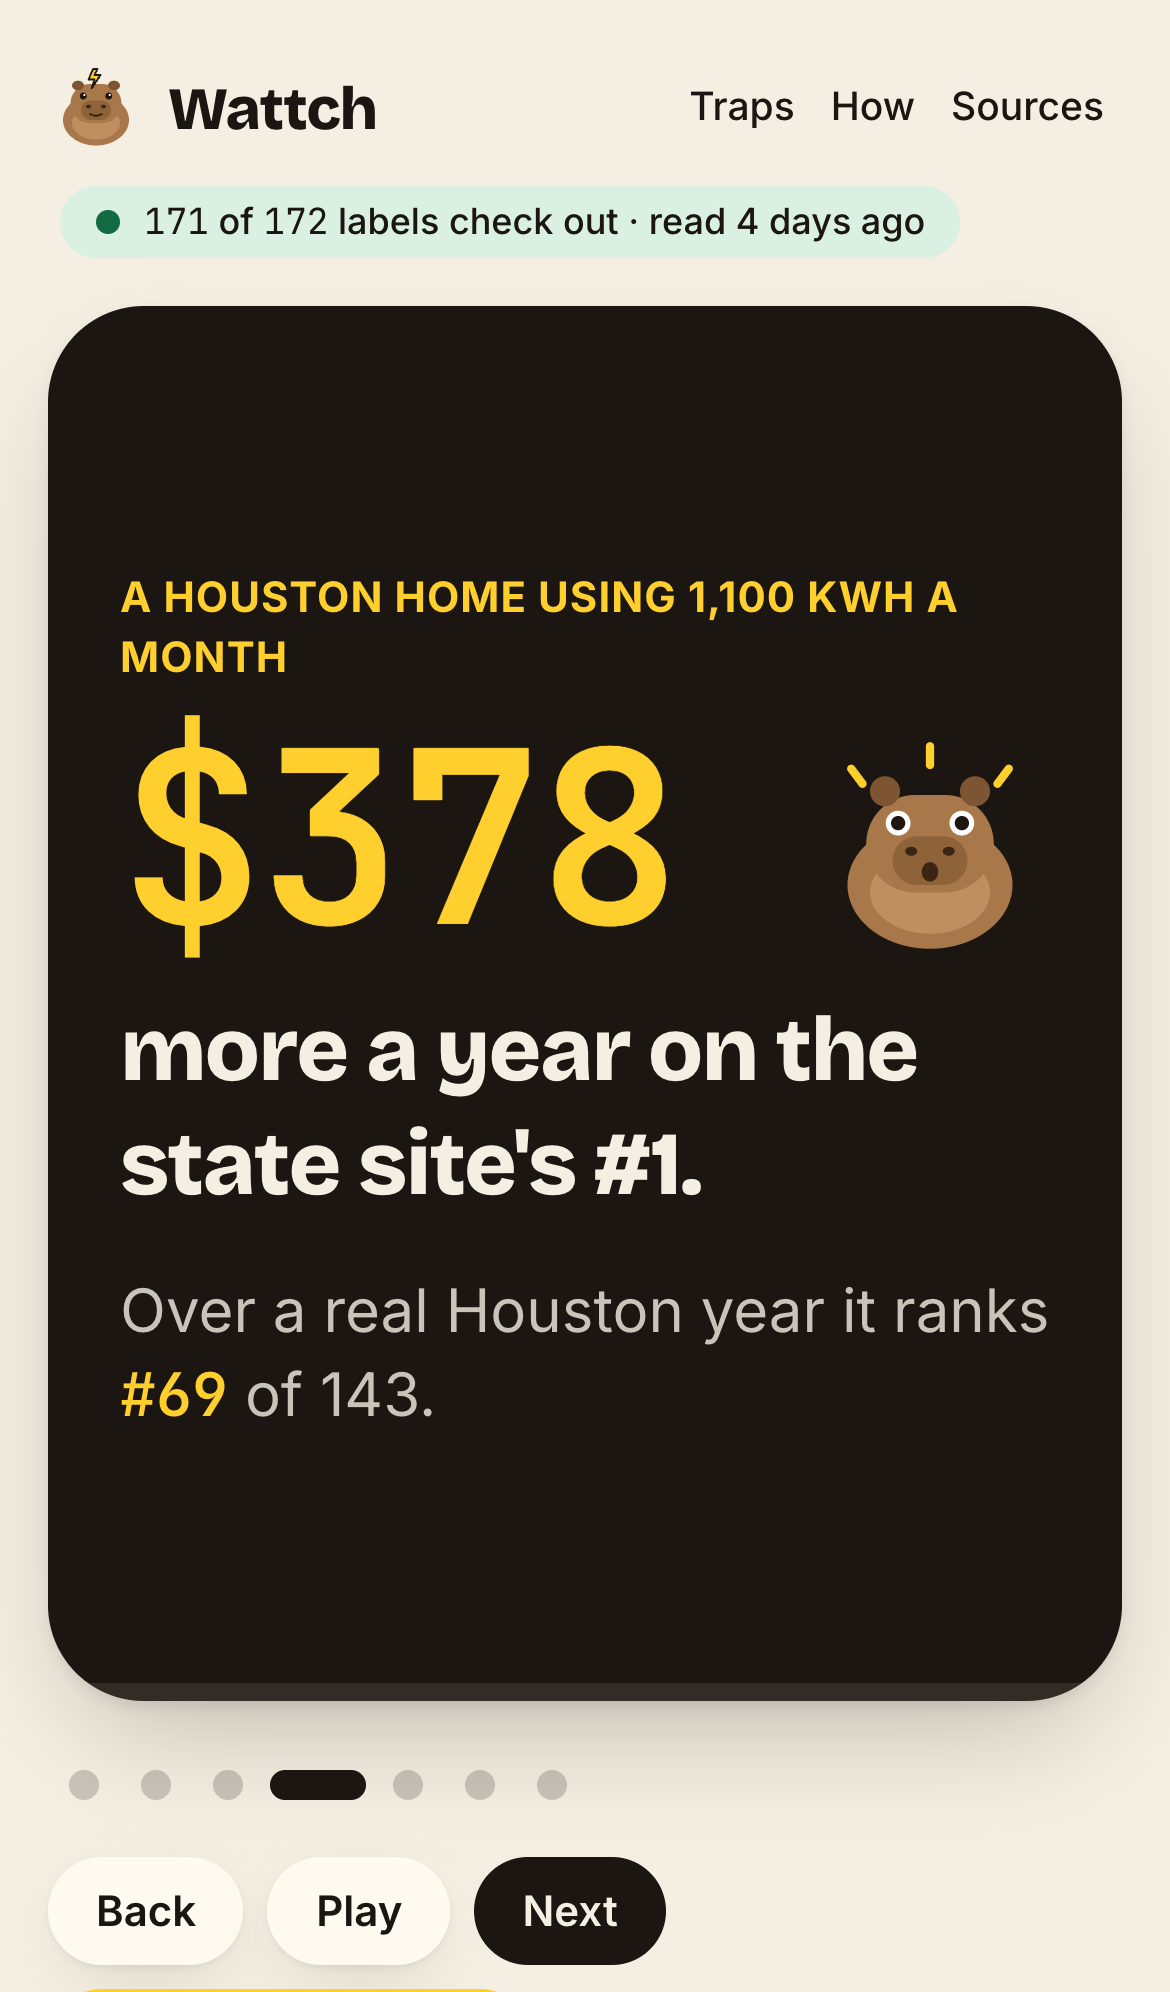 Wattch
Traps How Sources
171 of 172 labels check out · read 4 days ago
A HOUSTON HOME USING 1,100 KWH A
MONTH
$378
more a year on the
state site's #1.
Over a real Houston year it ranks
#69 of 143.
Back Play Next